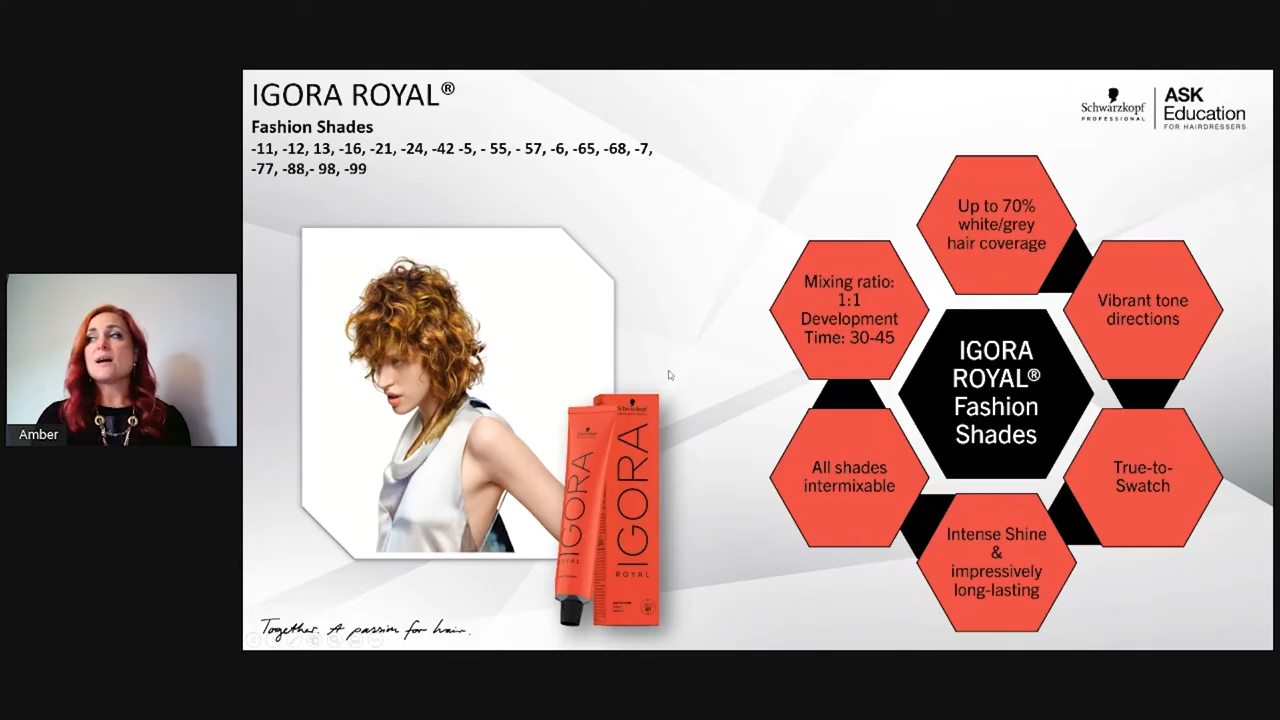 IGORA ROYAL®
Fashion Shades
-11, -12, 13, -16, -21, -24, -42 -5, - 55, - 57, -6, -65, -68, -7,
-77, -88,- 98, -99
Schwarzkopf
PROFESSIONAL
ASK
Education
FOR HAIRDRESSERS
Up to 70%
white/grey
hair coverage
Mixing ratio:
1:1
Development
Time: 30-45
Vibrant tone
directions
IGORA
ROYAL®
Fashion
Shades
All shades
intermixable
True-to-
Swatch
Intense Shine
&
impressively
long-lasting
Amber
Schwarzkopf
IGORA
ROYAL
IGORA
ROYAL
Together. A passion for hair.